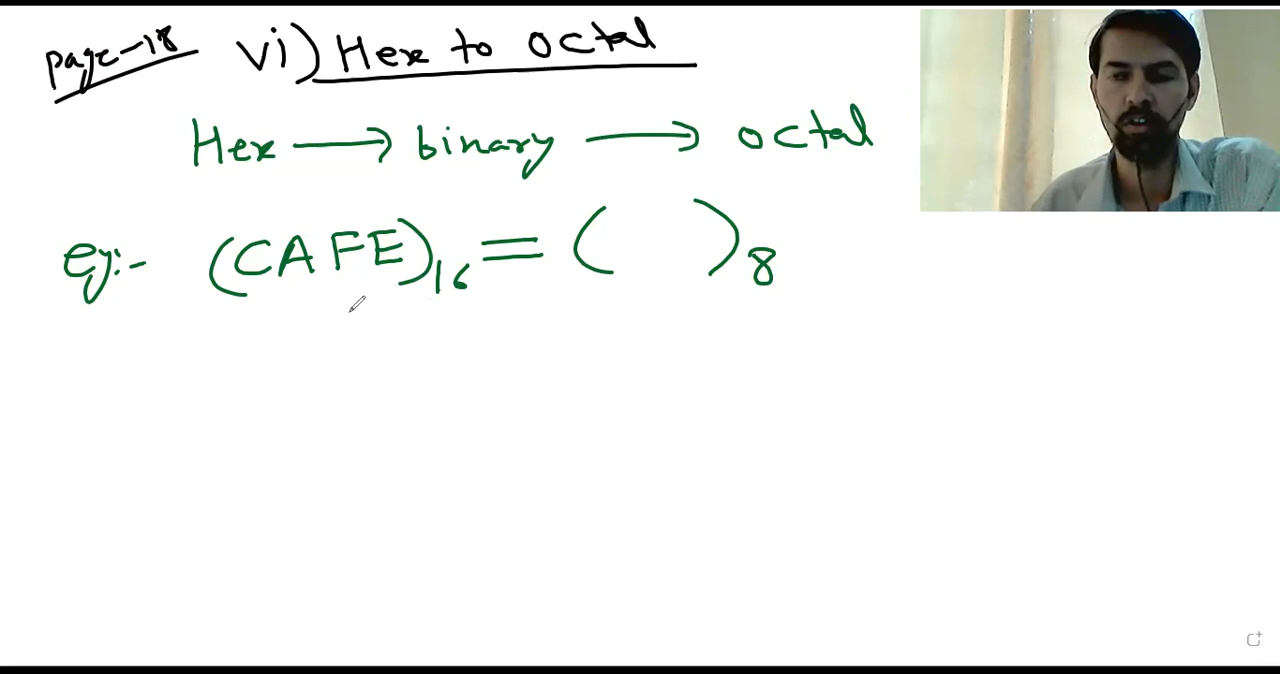 page-18 vi) Hex to octal
Hex → binary → octal
eg:- (CAFE)16 = ( )8